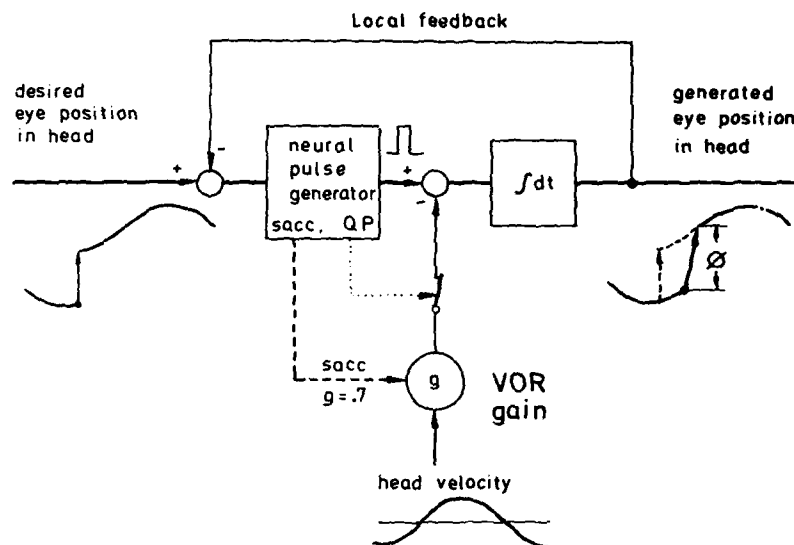 Local feedback
desired
eye position
in head
generated
eye position
in head
+
-
neural
pulse
generator
sacc, QP
+
-
∫dt
Ø
sacc
g=.7
g
VOR
gain
head velocity